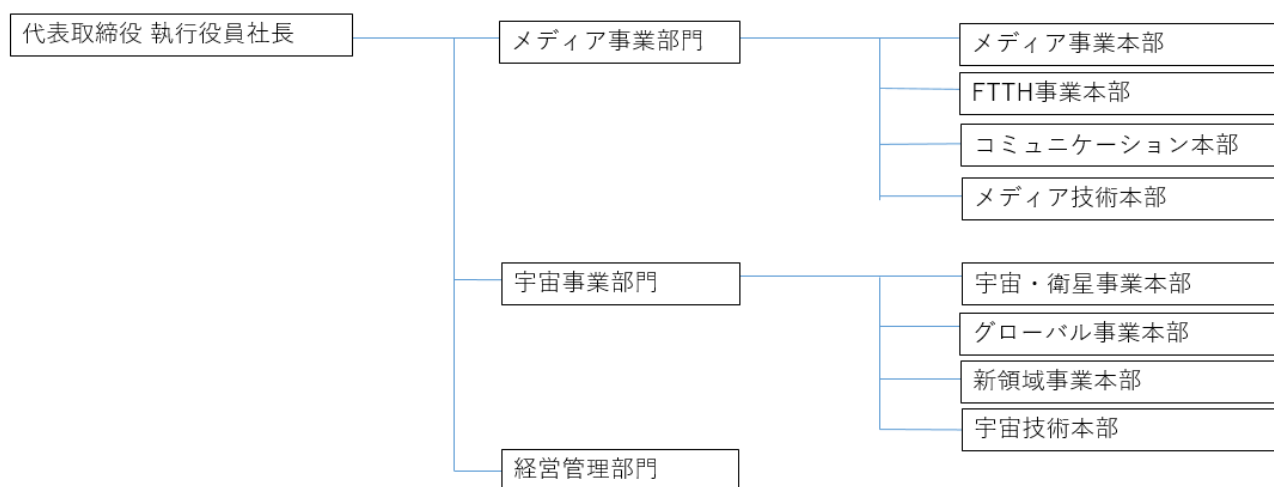 代表取締役 執行役員社長
メディア事業部門
メディア事業本部
FTTH事業本部
コミュニケーション本部
メディア技術本部
宇宙事業部門
宇宙・衛星事業本部
グローバル事業本部
新領域事業本部
宇宙技術本部
経営管理部門